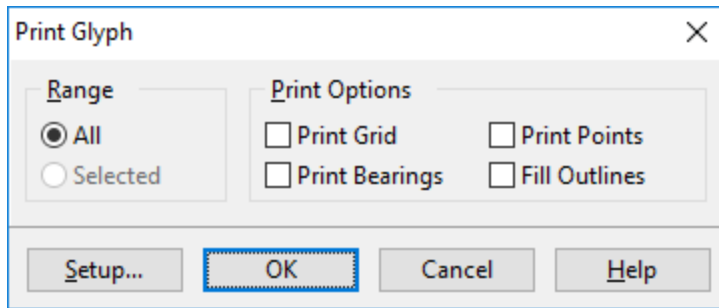 Print Glyph
Range
Print Options
All
Print Grid
Print Points
Selected
Print Bearings
Fill Outlines
Setup...
OK
Cancel
Help